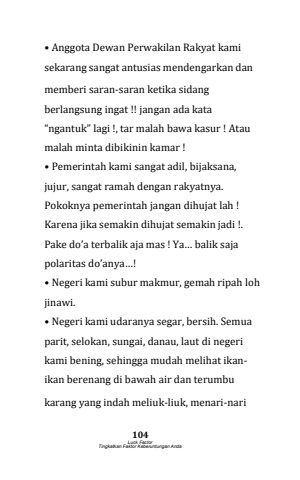 • Anggota Dewan Perwakilan Rakyat kami
sekarang sangat antusias mendengarkan dan
memberi saran-saran ketika sidang
berlangsung ingat !! jangan ada kata
“ngantuk” lagi !, tar malah bawa kasur ! Atau
malah minta dibikinin kamar !
• Pemerintah kami sangat adil, bijaksana,
jujur, sangat ramah dengan rakyatnya.
Pokoknya pemerintah jangan dihujat lah !
Karena jika semakin dihujat semakin jadi !.
Pake do’a terbalik aja mas ! Ya… balik saja
polaritas do’anya…!
• Negeri kami subur makmur, gemah ripah loh
jinawi.
• Negeri kami udaranya segar, bersih. Semua
parit, selokan, sungai, danau, laut di negeri
kami bening, sehingga mudah melihat ikan-
ikan berenang di bawah air dan terumbu
karang yang indah meliuk-liuk, menari-nari
104
Luck Factor
Tingkatkan Faktor Keberuntungan Anda